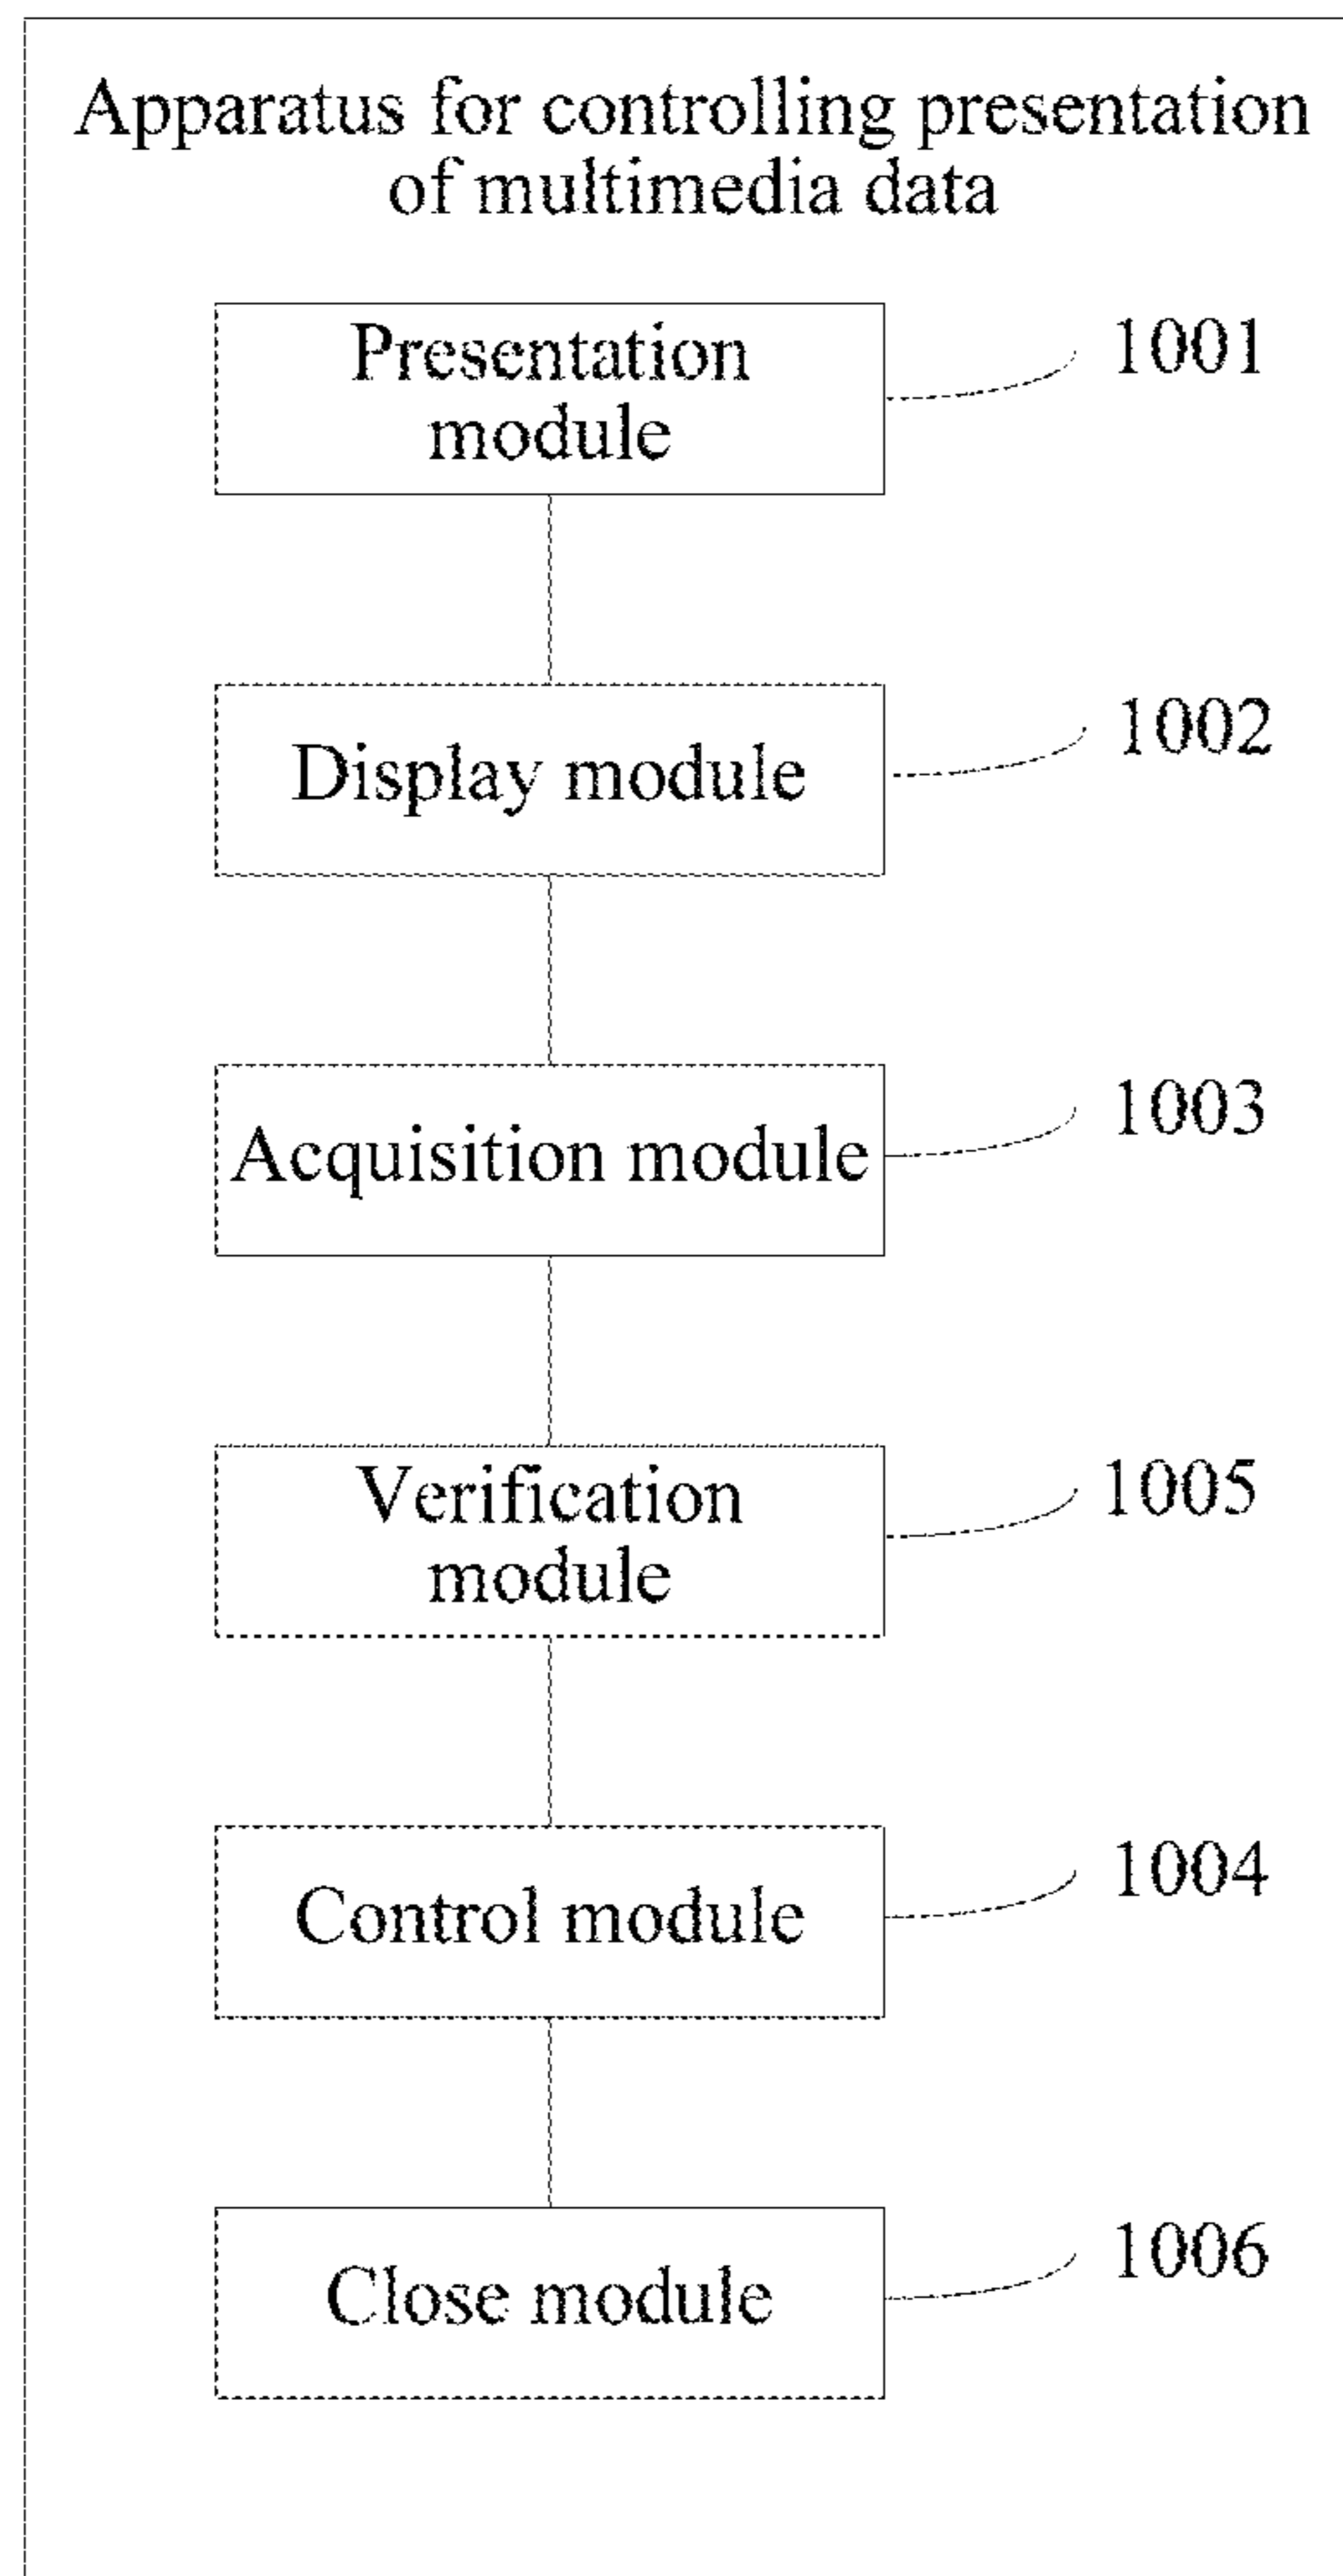 Apparatus for controlling presentation
of multimedia data
Presentation
module
1001
Display module
1002
Acquisition module
1003
Verification
module
1005
Control module
1004
Close module
1006